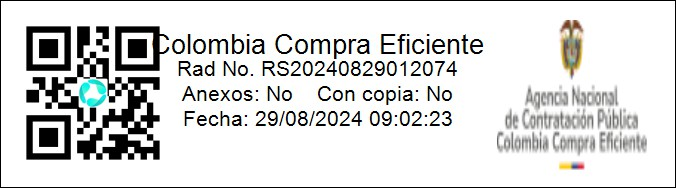 Colombia Compra Eficiente
Rad No. RS20240829012074
Anexos: No Con copia: No
Fecha: 29/08/2024 09:02:23
Agencia Nacional
de Contratación Pública
Colombia Compra Eficiente